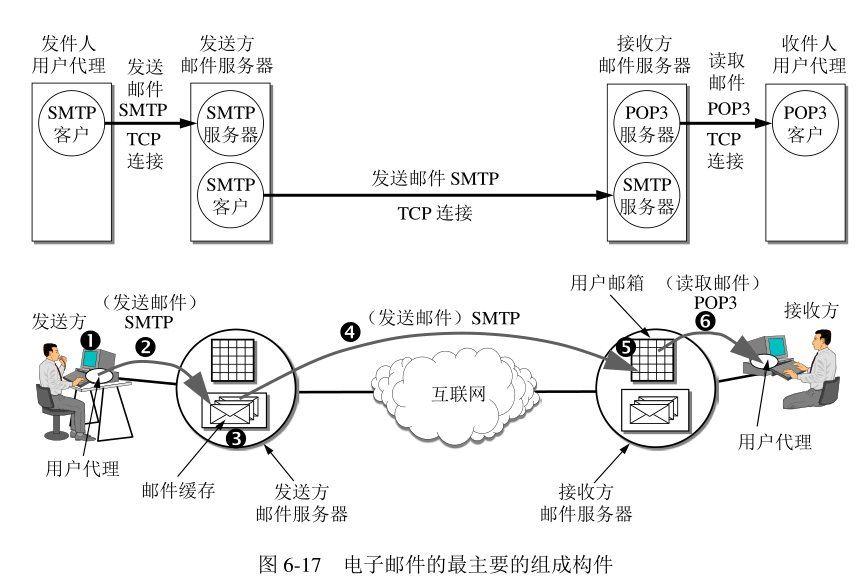 发件人
用户代理
发送
邮件
SMTP
TCP
连接
发送方
邮件服务器
接收方
邮件服务器
读取
邮件
POP3
TCP
连接
收件人
用户代理
SMTP
客户
SMTP
服务器
SMTP
客户
发送邮件 SMTP
TCP 连接
POP3
服务器
SMTP
服务器
POP3
客户
发送方
❶
（发送邮件）
SMTP
❷
❸
❹
（发送邮件）SMTP
用户邮箱
❺
（读取邮件）
POP3
❻
接收方
互联网
用户代理
邮件缓存
发送方
邮件服务器
接收方
邮件服务器
用户代理
图 6-17 电子邮件的最主要的组成构件